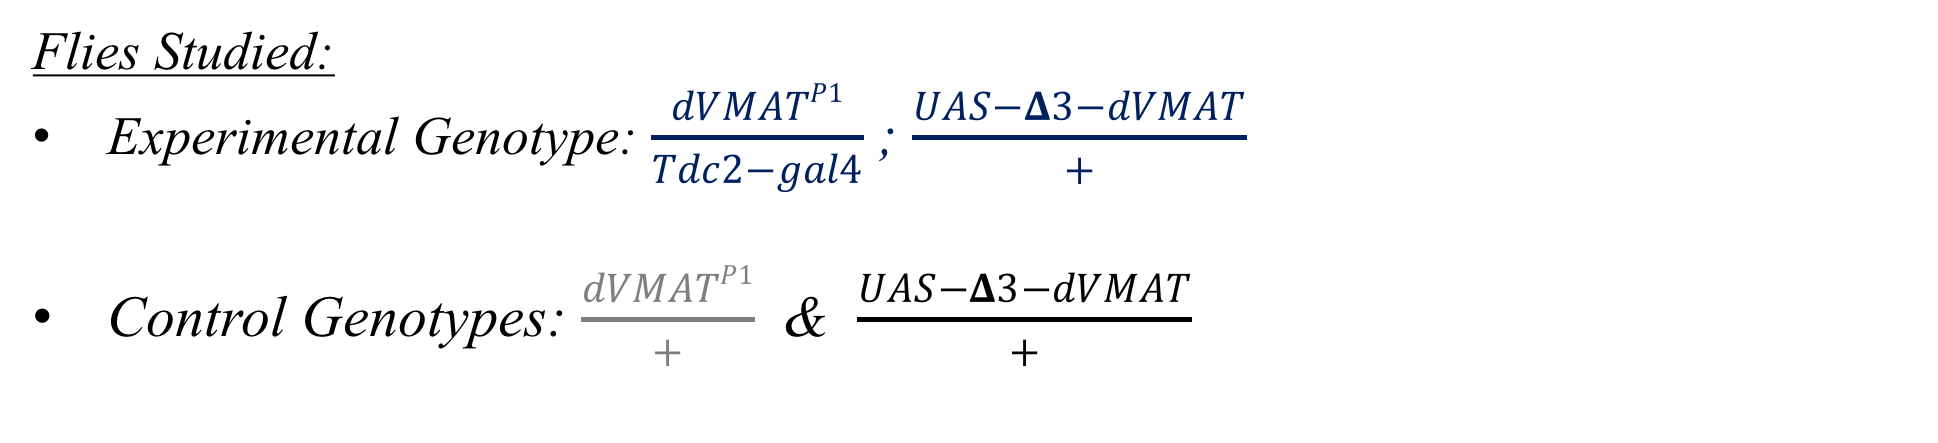 Flies Studied:
• Experimental Genotype: dVMAT^P1 / Tdc2−gal4 ; UAS−Δ3−dVMAT / +
• Control Genotypes: dVMAT^P1 / + & UAS−Δ3−dVMAT / +